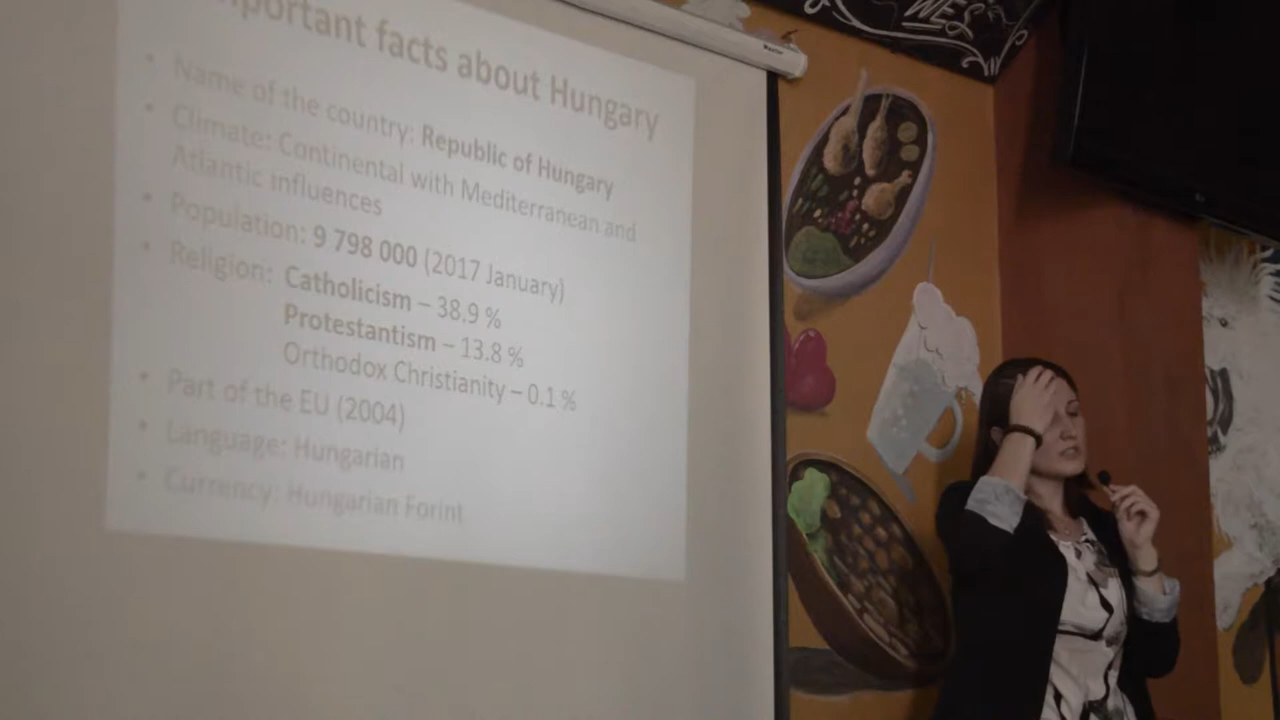 mportant facts about Hungary
• Name of the country: Republic of Hungary
• Climate: Continental with Mediterranean and
Atlantic influences
• Population: 9 798 000 (2017 January)
• Religion: Catholicism – 38.9 %
Protestantism – 13.8 %
Orthodox Christianity – 0.1 %
• Part of the EU (2004)
• Language: Hungarian
• Currency: Hungarian Forint
WES